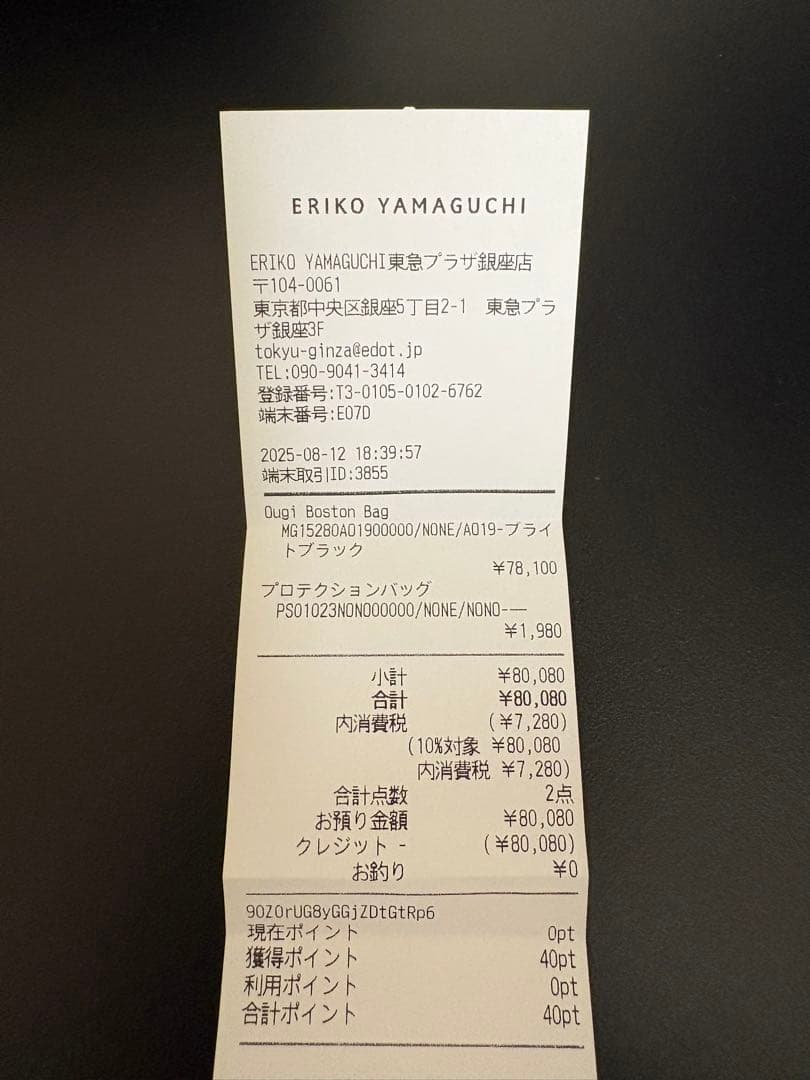 ERIKO YAMAGUCHI
ERIKO YAMAGUCHI東急プラザ銀座店
〒104-0061
東京都中央区銀座5丁目2-1　東急プラ
ザ銀座3F
tokyu-ginza@edot.jp
TEL:090-9041-3414
登録番号:T3-0105-0102-6762
端末番号:E07D
2025-08-12 18:39:57
端末取引ID:3855
Ougi Boston Bag
MG15280A01900000/NONE/A019-ブライ
トブラック
¥78,100
プロテクションバッグ
PS01023NON000000/NONE/NONO-―
¥1,980
小計 ¥80,080
合計 ¥80,080
内消費税 (¥7,280)
(10%対象 ¥80,080
内消費税 ¥7,280)
合計点数 2点
お預り金額 ¥80,080
クレジット - (¥80,080)
お釣り ¥0
90Z0rUG8yGGjZDtGtRp6
現在ポイント 0pt
獲得ポイント 40pt
利用ポイント 0pt
合計ポイント 40pt